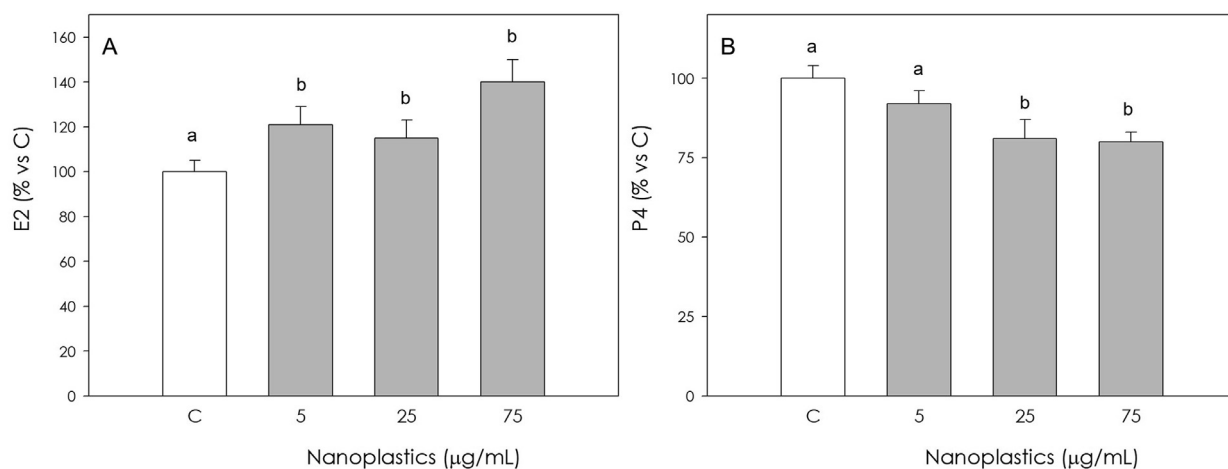 A
E2 (% vs C)
160
140
120
100
80
60
40
20
0
a
b
b
b
C 5 25 75
Nanoplastics (μg/mL)
B
P4 (% vs C)
100
75
50
25
0
a
a
b
b
C 5 25 75
Nanoplastics (μg/mL)